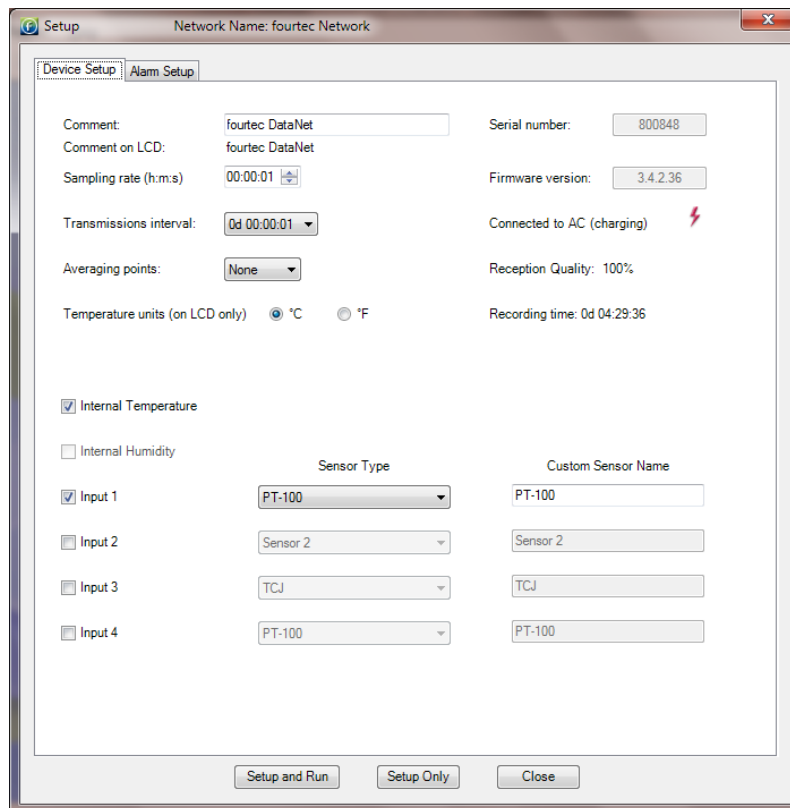 Setup Network Name: fourtec Network
Device Setup Alarm Setup
Comment: fourtec DataNet Serial number: 800848
Comment on LCD: fourtec DataNet
Sampling rate (h:m:s) 00:00:01 Firmware version: 3.4.2.36
Transmissions interval: 0d 00:00:01 Connected to AC (charging)
Averaging points: None Reception Quality: 100%
Temperature units (on LCD only) °C °F Recording time: 0d 04:29:36
Internal Temperature
Internal Humidity
Sensor Type Custom Sensor Name
Input 1 PT-100 PT-100
Input 2 Sensor 2 Sensor 2
Input 3 TCJ TCJ
Input 4 PT-100 PT-100
Setup and Run Setup Only Close